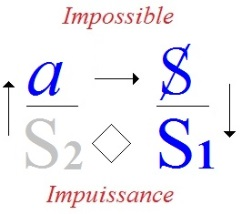 Impossible
a → $
S2 ◇ S1
Impuissance